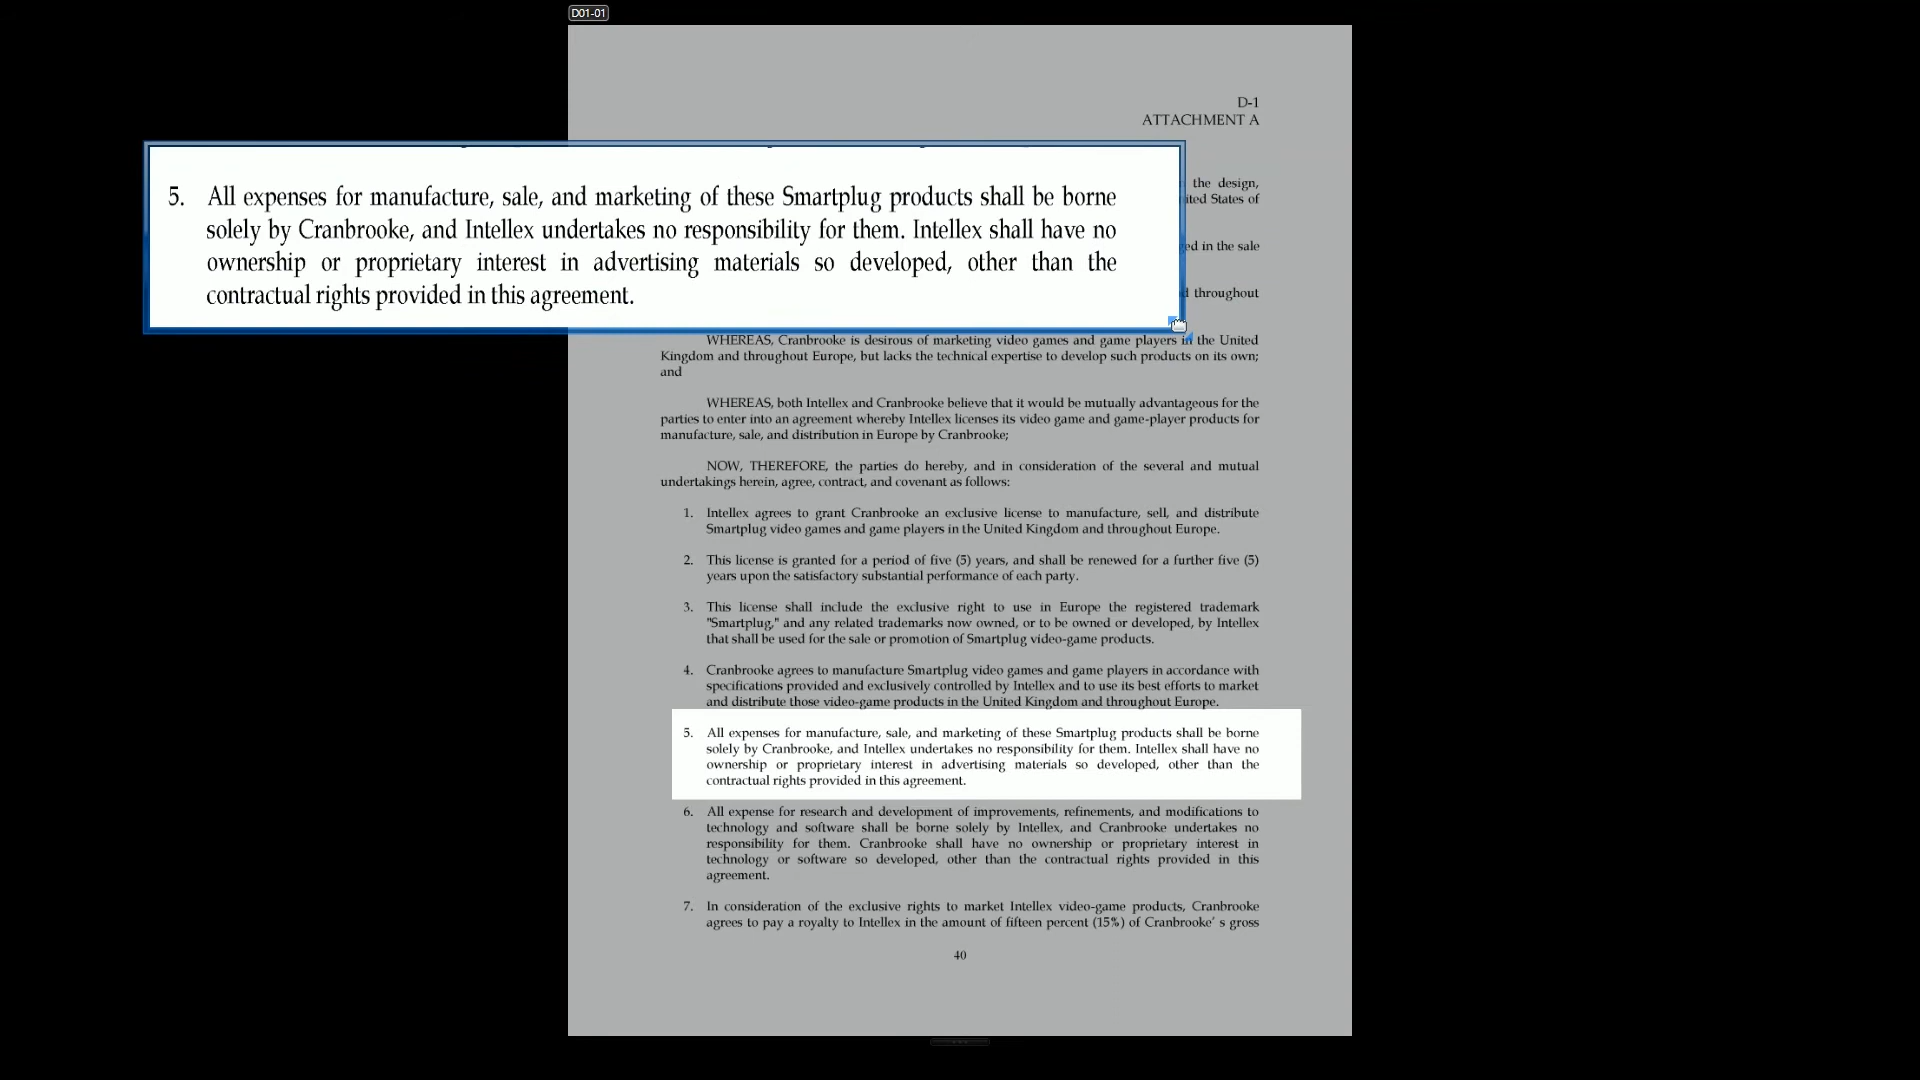 D01-01
D-1
ATTACHMENT A
5. All expenses for manufacture, sale, and marketing of these Smartplug products shall be borne
solely by Cranbrooke, and Intellex undertakes no responsibility for them. Intellex shall have no
ownership or proprietary interest in advertising materials so developed, other than the
contractual rights provided in this agreement.
the design,
States of
in the sale
throughout
WHEREAS, Cranbrooke is desirous of marketing video games and game players in the United
Kingdom and throughout Europe, but lacks the technical expertise to develop such products on its own;
and
WHEREAS, both Intellex and Cranbrooke believe that it would be mutually advantageous for the
parties to enter into an agreement whereby Intellex licenses its video game and game-player products for
manufacture, sale, and distribution in Europe by Cranbrooke;
NOW, THEREFORE, the parties do hereby, and in consideration of the several and mutual
undertakings herein, agree, contract, and covenant as follows:
1. Intellex agrees to grant Cranbrooke an exclusive license to manufacture, sell, and distribute
Smartplug video games and game players in the United Kingdom and throughout Europe.
2. This license is granted for a period of five (5) years, and shall be renewed for a further five (5)
years upon the satisfactory substantial performance of each party.
3. This license shall include the exclusive right to use in Europe the registered trademark
"Smartplug," and any related trademarks now owned, or to be owned or developed, by Intellex
that shall be used for the sale or promotion of Smartplug video-game products.
4. Cranbrooke agrees to manufacture Smartplug video games and game players in accordance with
specifications provided and exclusively controlled by Intellex and to use its best efforts to market
and distribute those video-game products in the United Kingdom and throughout Europe.
5. All expenses for manufacture, sale, and marketing of these Smartplug products shall be borne
solely by Cranbrooke, and Intellex undertakes no responsibility for them. Intellex shall have no
ownership or proprietary interest in advertising materials so developed, other than the
contractual rights provided in this agreement.
6. All expense for research and development of improvements, refinements, and modifications to
technology and software shall be borne solely by Intellex, and Cranbrooke undertakes no
responsibility for them. Cranbrooke shall have no ownership or proprietary interest in
technology or software so developed, other than the contractual rights provided in this
agreement.
7. In consideration of the exclusive rights to market Intellex video-game products, Cranbrooke
agrees to pay a royalty to Intellex in the amount of fifteen percent (15%) of Cranbrooke' s gross
40